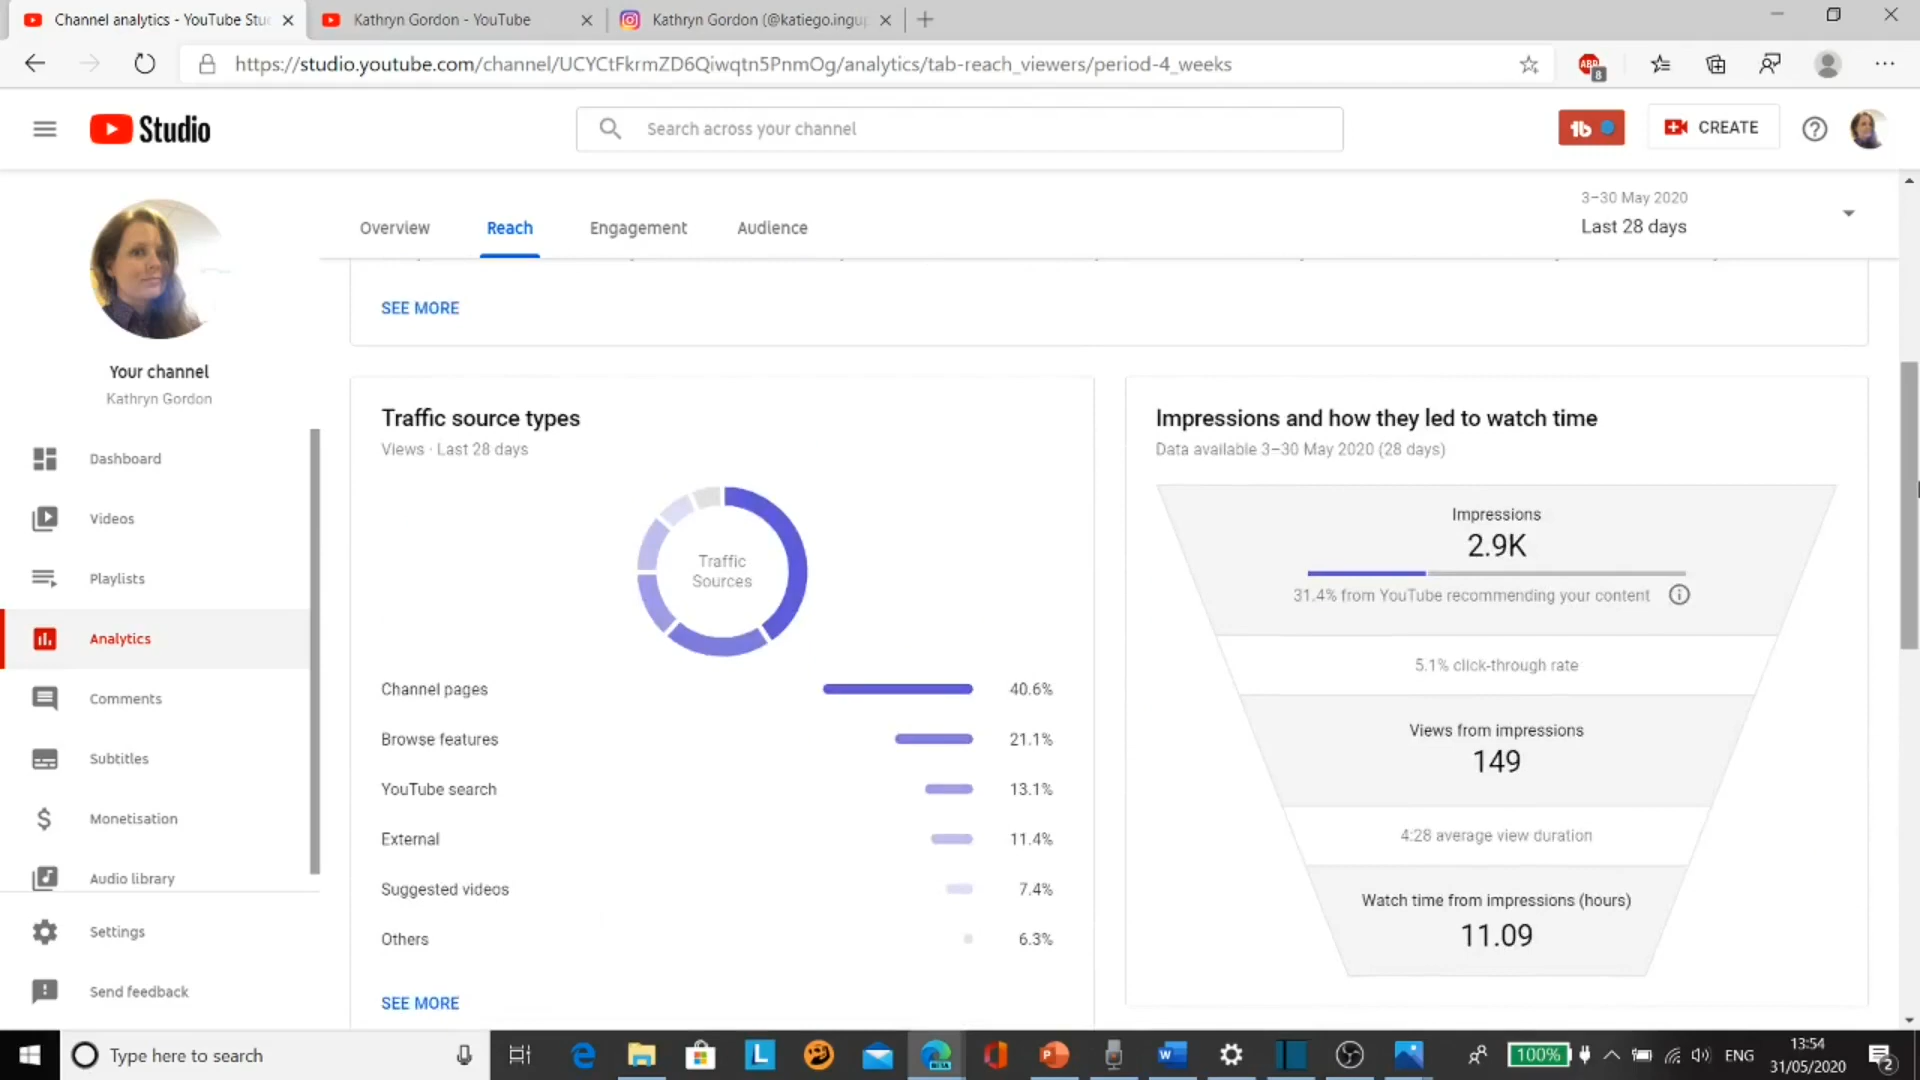 Channel analytics - YouTube Stu
Kathryn Gordon - YouTube
Kathryn Gordon (@katiego.ingup
https://studio.youtube.com/channel/UCYCtFkrmZD6Qiwqtn5PnmOg/analytics/tab-reach_viewers/period-4_weeks
ABP
8
Studio
Search across your channel
CREATE
Overview
Reach
Engagement
Audience
3–30 May 2020
Last 28 days
SEE MORE
Your channel
Kathryn Gordon
Dashboard
Videos
Playlists
Analytics
Comments
Subtitles
Monetisation
Audio library
Settings
Send feedback
Traffic source types
Views · Last 28 days
Traffic
Sources
Channel pages 40.6%
Browse features 21.1%
YouTube search 13.1%
External 11.4%
Suggested videos 7.4%
Others 6.3%
SEE MORE
Impressions and how they led to watch time
Data available 3–30 May 2020 (28 days)
Impressions
2.9K
31.4% from YouTube recommending your content
5.1% click-through rate
Views from impressions
149
4:28 average view duration
Watch time from impressions (hours)
11.09
Type here to search
100%
ENG
13:54
31/05/2020
2